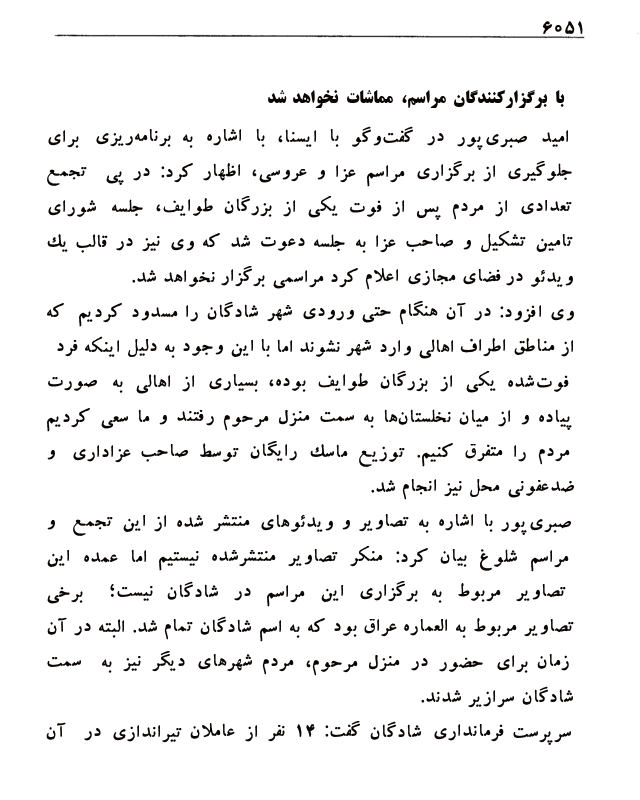 ۶۰۵۱
با برگزارکنندگان مراسم، مماشات نخواهد شد
امید صبری‌پور در گفت‌وگو با ایسنا، با اشاره به برنامه‌ریزی برای
جلوگیری از برگزاری مراسم عزا و عروسی، اظهار کرد: در پی تجمع
تعدادی از مردم پس از فوت یکی از بزرگان طوایف، جلسه شورای
تامین تشکیل و صاحب عزا به جلسه دعوت شد که وی نیز در قالب یك
ویدئو در فضای مجازی اعلام کرد مراسمی برگزار نخواهد شد.
وی افزود: در آن هنگام حتی ورودی شهر شادگان را مسدود کردیم که
از مناطق اطراف اهالی وارد شهر نشوند اما با این وجود به دلیل اینکه فرد
فوت‌شده یکی از بزرگان طوایف بوده، بسیاری از اهالی به صورت
پیاده و از میان نخلستان‌ها به سمت منزل مرحوم رفتند و ما سعی کردیم
مردم را متفرق کنیم. توزیع ماسك رایگان توسط صاحب عزاداری و
ضدعفونی محل نیز انجام شد.
صبری‌پور با اشاره به تصاویر و ویدئوهای منتشر شده از این تجمع و
مراسم شلوغ بیان کرد: منکر تصاویر منتشرشده نیستیم اما عمده این
تصاویر مربوط به برگزاری این مراسم در شادگان نیست؛ برخی
تصاویر مربوط به العماره عراق بود که به اسم شادگان تمام شد. البته در آن
زمان برای حضور در منزل مرحوم، مردم شهرهای دیگر نیز به سمت
شادگان سرازیر شدند.
سرپرست فرمانداری شادگان گفت: ۱۴ نفر از عاملان تیراندازی در آن